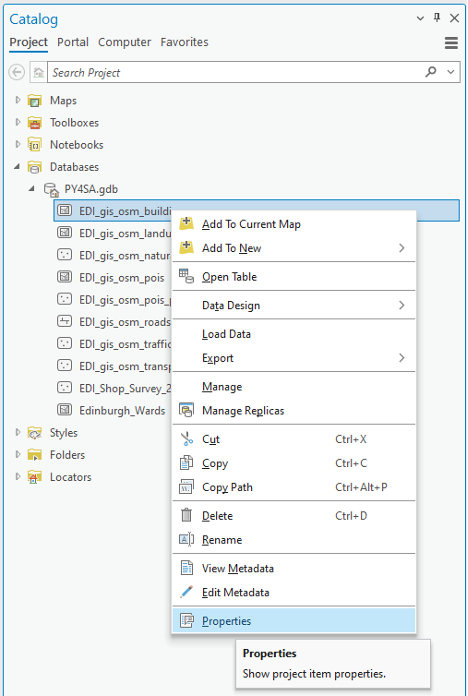 Catalog
Project Portal Computer Favorites
Search Project
Maps
Toolboxes
Notebooks
Databases
PY4SA.gdb
EDI_gis_osm_buildi
EDI_gis_osm_landu
EDI_gis_osm_natur
EDI_gis_osm_pois
EDI_gis_osm_pois_p
EDI_gis_osm_roads
EDI_gis_osm_traffic
EDI_gis_osm_transp
EDI_Shop_Survey_2
Edinburgh_Wards
Styles
Folders
Locators
Add To Current Map
Add To New
Open Table
Data Design
Load Data
Export
Manage
Manage Replicas
Cut Ctrl+X
Copy Ctrl+C
Copy Path Ctrl+Alt+P
Delete Ctrl+D
Rename
View Metadata
Edit Metadata
Properties
Properties
Show project item properties.